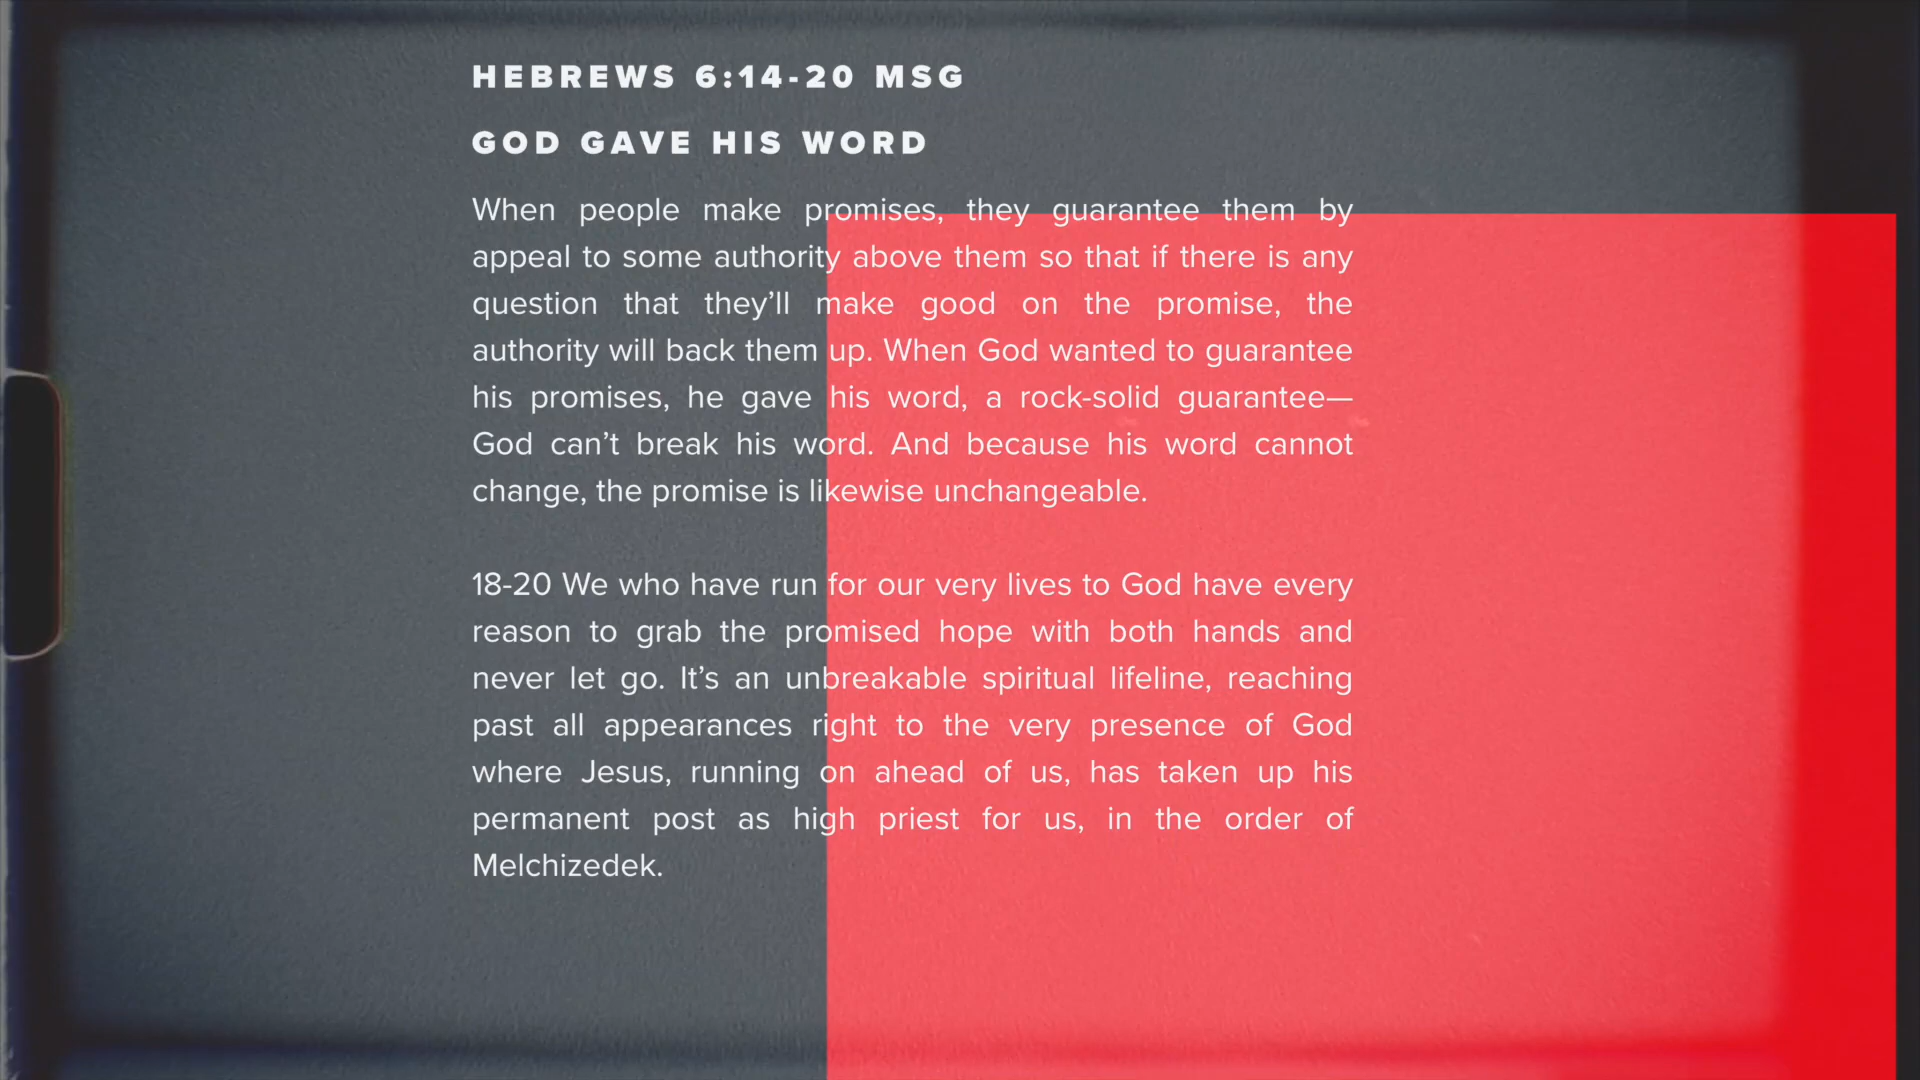 HEBREWS 6:14-20 MSG
GOD GAVE HIS WORD
When people make promises, they guarantee them by
appeal to some authority above them so that if there is any
question that they’ll make good on the promise, the
authority will back them up. When God wanted to guarantee
his promises, he gave his word, a rock-solid guarantee—
God can’t break his word. And because his word cannot
change, the promise is likewise unchangeable.
18-20 We who have run for our very lives to God have every
reason to grab the promised hope with both hands and
never let go. It’s an unbreakable spiritual lifeline, reaching
past all appearances right to the very presence of God
where Jesus, running on ahead of us, has taken up his
permanent post as high priest for us, in the order of
Melchizedek.